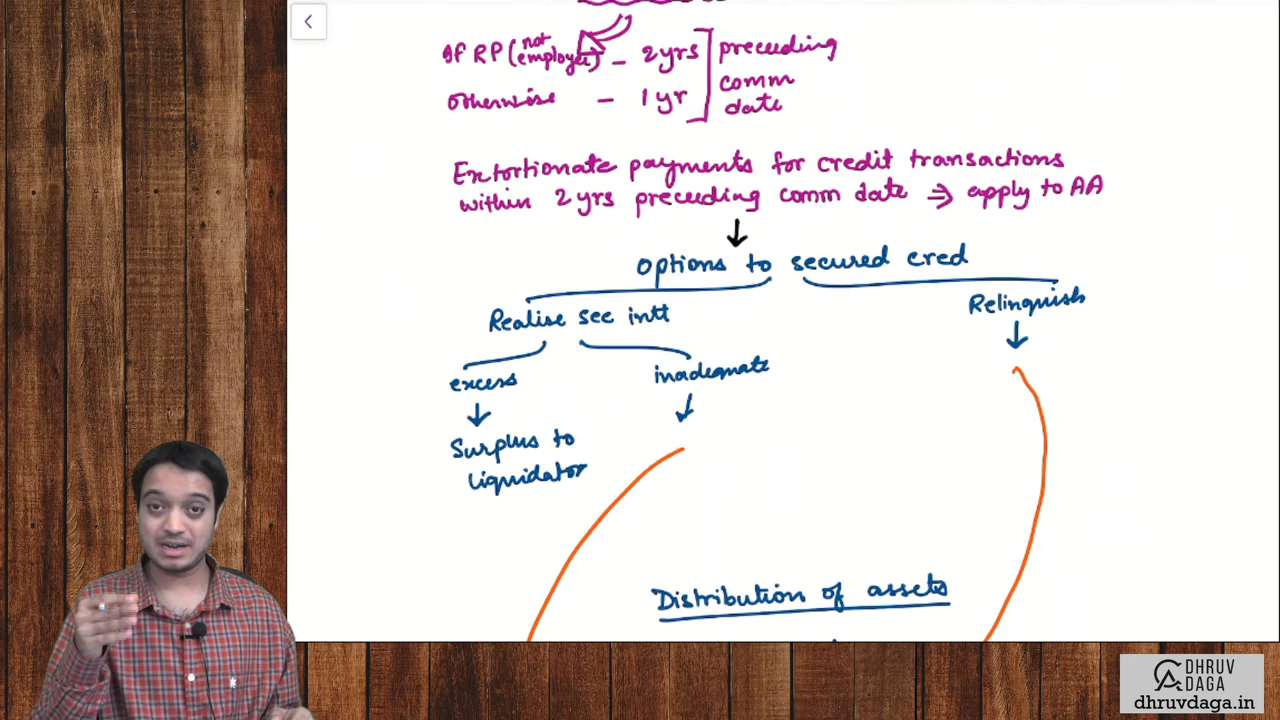 If RP (not employee) - 2 yrs
otherwise - 1 yr
preceeding
comm
date
Extortionate payments for credit transactions
within 2 yrs preceeding comm date ⇒ apply to AA
options to secured cred
Realise sec intt
Relinquish
excess
inadequate
Surplus to
liquidator
Distribution of assets
DHRUV
DAGA
dhruvdaga.in